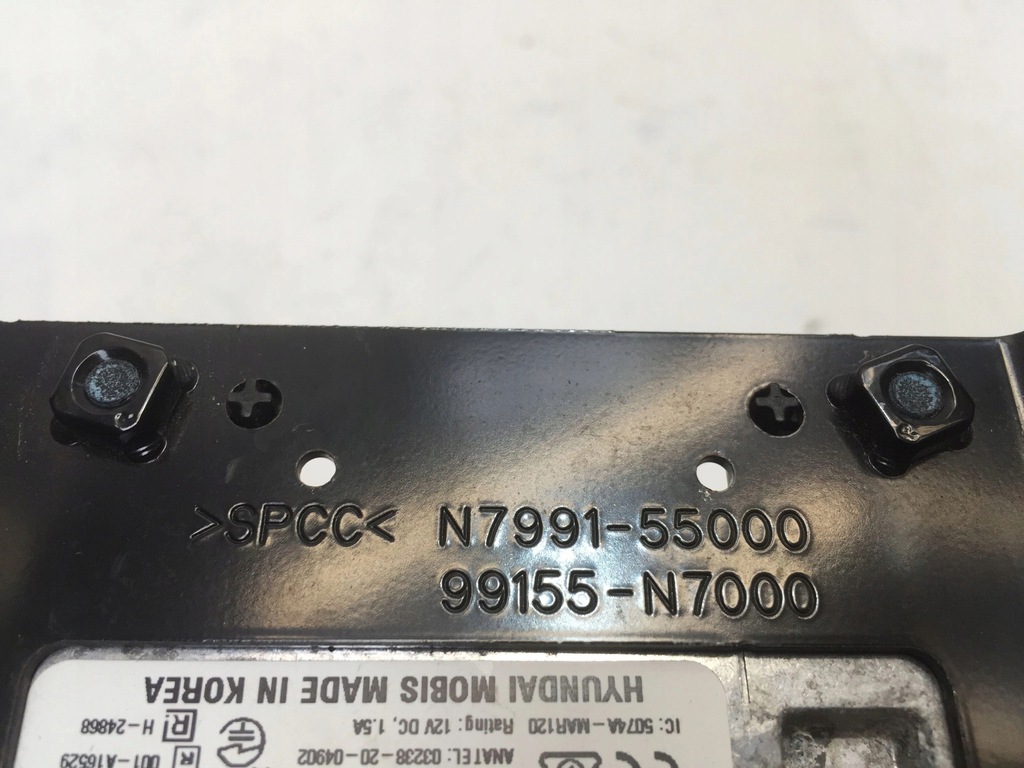 >SPCC< N7991-55000
99155-N7000
HYUNDAI MOBIS MADE IN KOREA
IC: 5074A-MAR120 Rating: 12V DC, 1.5A
R H-24868
ANATEL: 03238-20-04902
R 001-A16529